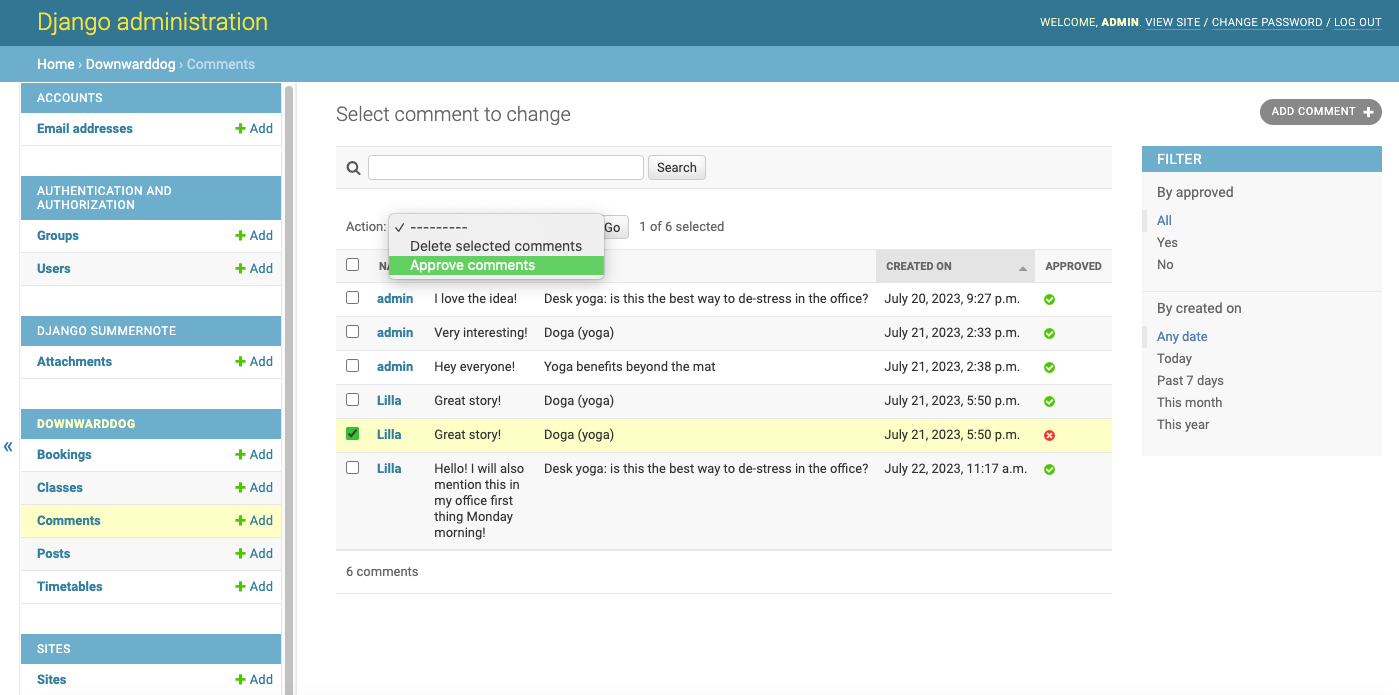 Django administration
WELCOME, ADMIN. VIEW SITE / CHANGE PASSWORD / LOG OUT
Home › Downwarddog › Comments
ACCOUNTS
Email addresses Add
AUTHENTICATION AND
AUTHORIZATION
Groups Add
Users Add
DJANGO SUMMERNOTE
Attachments Add
DOWNWARDDOG
Bookings Add
Classes Add
Comments Add
Posts Add
Timetables Add
SITES
Sites Add
«
Select comment to change
ADD COMMENT
Search
Action: ✓ --------- Go 1 of 6 selected
Delete selected comments
Approve comments
CREATED ON APPROVED
admin I love the idea! Desk yoga: is this the best way to de-stress in the office? July 20, 2023, 9:27 p.m.
admin Very interesting! Doga (yoga) July 21, 2023, 2:33 p.m.
admin Hey everyone! Yoga benefits beyond the mat July 21, 2023, 2:38 p.m.
Lilla Great story! Doga (yoga) July 21, 2023, 5:50 p.m.
Lilla Great story! Doga (yoga) July 21, 2023, 5:50 p.m.
Lilla Hello! I will also Desk yoga: is this the best way to de-stress in the office? July 22, 2023, 11:17 a.m.
mention this in
my office first
thing Monday
morning!
6 comments
FILTER
By approved
All
Yes
No
By created on
Any date
Today
Past 7 days
This month
This year